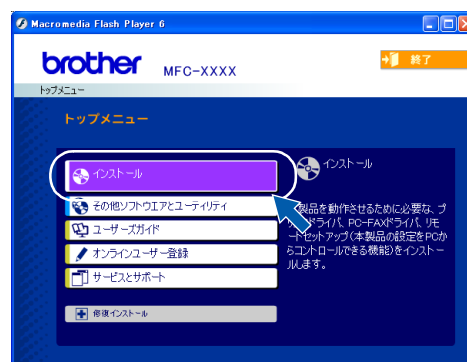 Macromedia Flash Player 6
brother MFC-XXXX
終了
トップメニュー
トップメニュー
インストール
その他ソフトウエアとユーティリティ
ユーザーズガイド
オンラインユーザー登録
サービスとサポート
修復インストール
インストール
製品を動作させるために必要な、プ
ドライバ、PC-FAXドライバ、リモ
ートセットアップ(本製品の設定をPCか
らコントロールできる機能)をインストー
ルします。